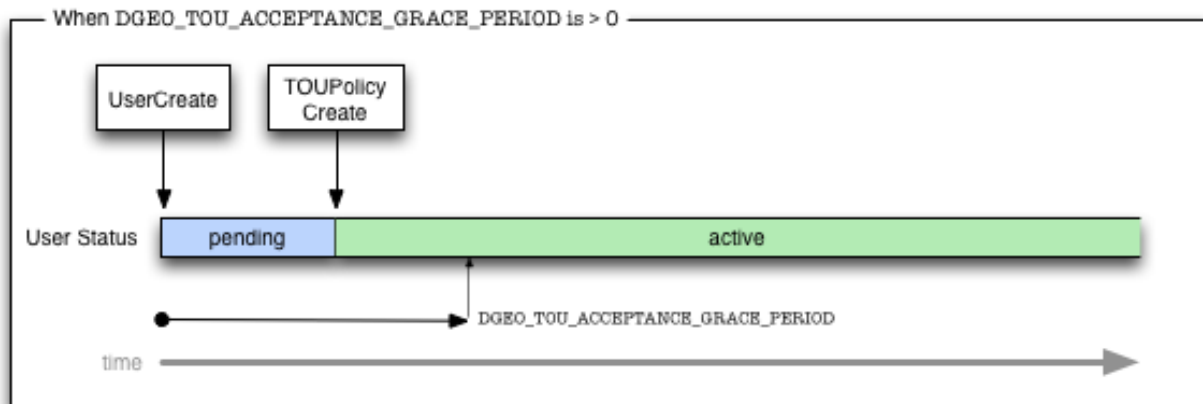 When DGEO_TOU_ACCEPTANCE_GRACE_PERIOD is > 0
UserCreate
TOUPolicy
Create
User Status
pending
active
DGEO_TOU_ACCEPTANCE_GRACE_PERIOD
time